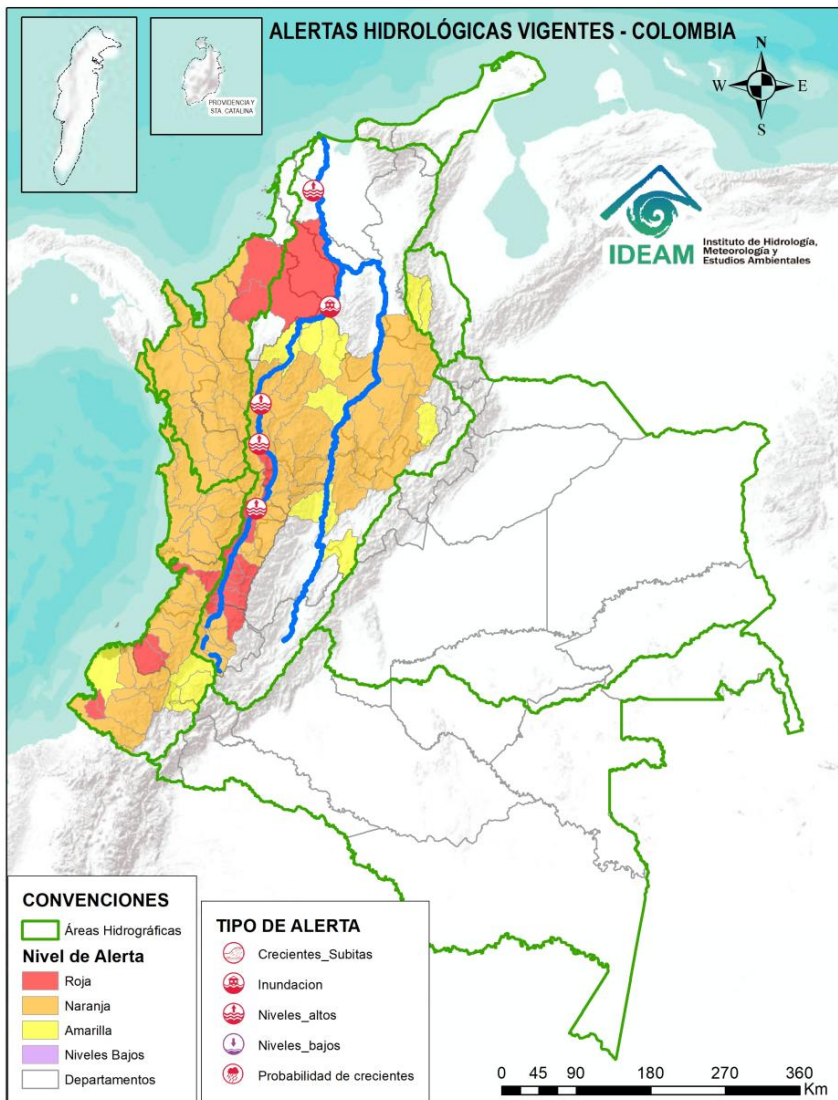 ALERTAS HIDROLÓGICAS VIGENTES - COLOMBIA
PROVIDENCIA Y
STA. CATALINA
N
W
E
S
IDEAM
Instituto de Hidrología,
Meteorología y
Estudios Ambientales
CONVENCIONES
Áreas Hidrográficas
Nivel de Alerta
Roja
Naranja
Amarilla
Niveles Bajos
Departamentos
TIPO DE ALERTA
Crecientes_Subitas
Inundacion
Niveles_altos
Niveles_bajos
Probabilidad de crecientes
0 45 90 180 270 360
Km